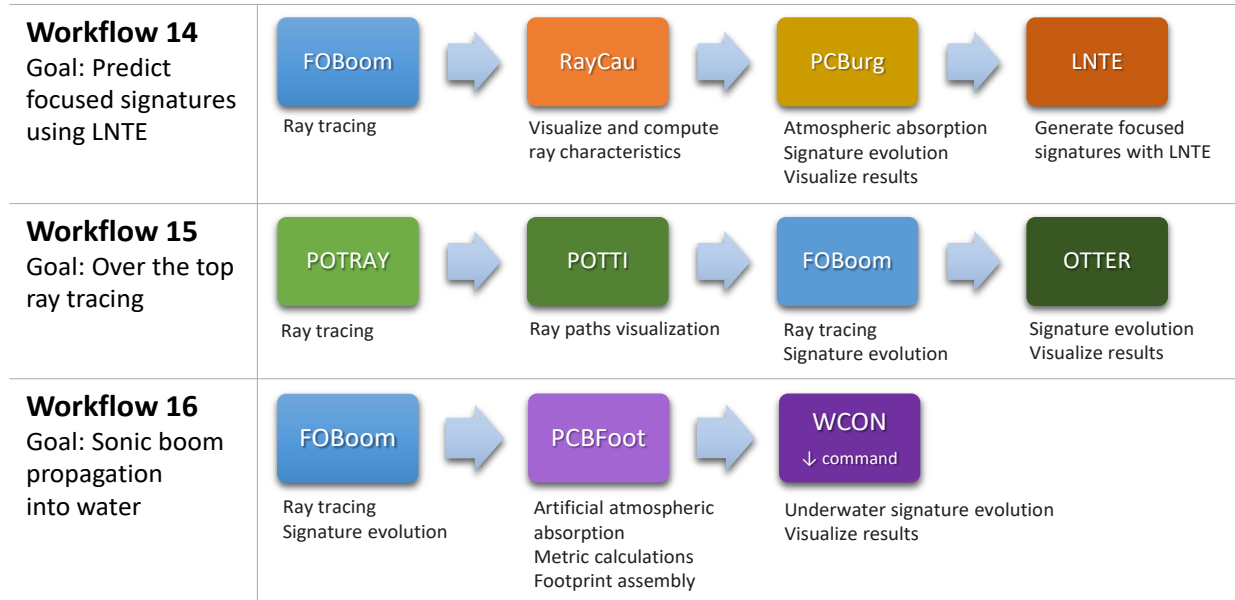 Workflow 14
Goal: Predict
focused signatures
using LNTE
FOBoom
Ray tracing
RayCau
Visualize and compute
ray characteristics
PCBurg
Atmospheric absorption
Signature evolution
Visualize results
LNTE
Generate focused
signatures with LNTE
Workflow 15
Goal: Over the top
ray tracing
POTRAY
Ray tracing
POTTI
Ray paths visualization
FOBoom
Ray tracing
Signature evolution
OTTER
Signature evolution
Visualize results
Workflow 16
Goal: Sonic boom
propagation
into water
FOBoom
Ray tracing
Signature evolution
PCBFoot
Artificial atmospheric
absorption
Metric calculations
Footprint assembly
WCON
↓ command
Underwater signature evolution
Visualize results